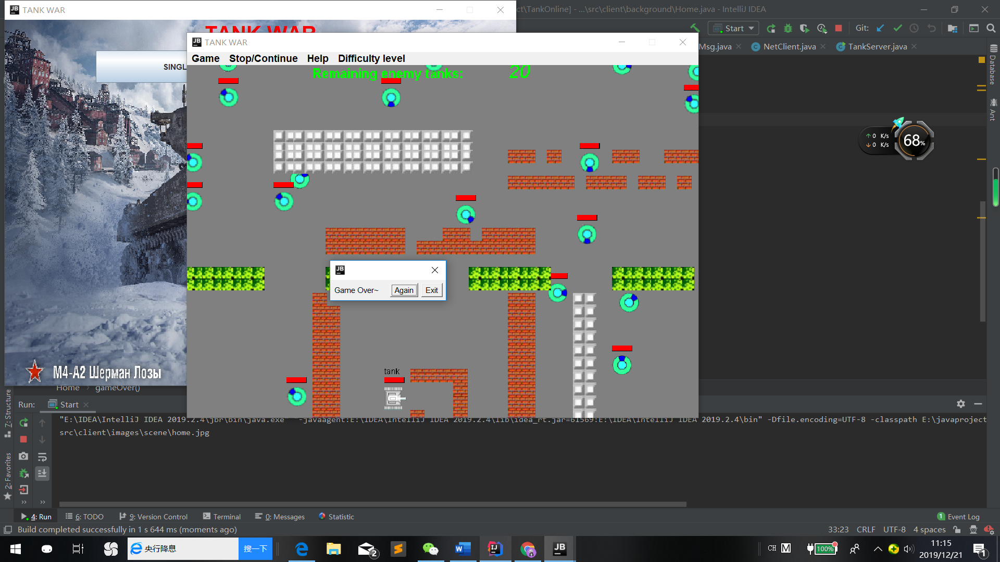 TANK WAR
ct\TankOnline] - ...\src\client\background\Home.java - IntelliJ IDEA
TANK WAR
Start
Git:
TANK WAR
Msg.java
NetClient.java
TankServer.java
Game Stop/Continue Help Difficulty level
Remaining enemy tanks: 20
SINGL
Database
Ant
0 K/s
0 K/s
68%
Game Over~ Again Exit
tank
М4-А2 Шерман Лозы
Home
gameOver()
Run: Start
7: Structure
2: Favorites
"E:\IDEA\IntelliJ IDEA 2019.2.4\jbr\bin\java.exe" "-javaagent:E:\IDEA\IntelliJ IDEA 2019.2.4\lib\idea_rt.jar=61569:E:\IDEA\IntelliJ IDEA 2019.2.4\bin" -Dfile.encoding=UTF-8 -classpath E:\javaproject
src\client\images\scene\home.jpg
4: Run 6: TODO 9: Version Control Terminal 0: Messages Statistic 1 Event Log
Build completed successfully in 1 s 644 ms (moments ago)
33:23 CRLF UTF-8 4 spaces
央行降息 搜一下
2
CH M
100%
11:15
2019/12/21
1